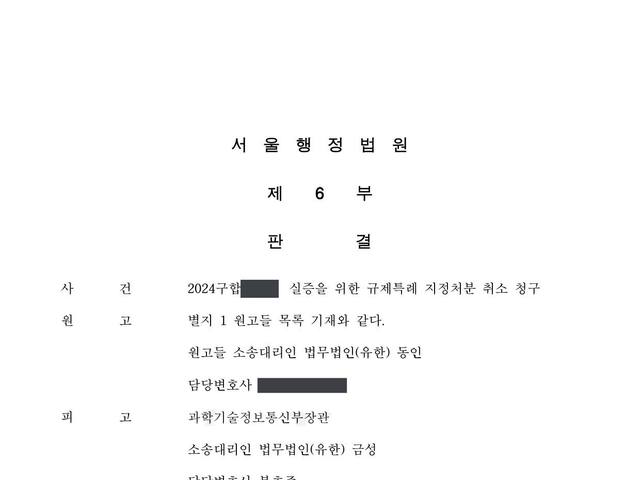 서 울 행 정 법 원
제 6 부
판 결
사 건 2024구합 실증을 위한 규제특례 지정처분 취소 청구
원 고 별지 1 원고들 목록 기재와 같다.
원고들 소송대리인 법무법인(유한) 동인
담당변호사
피 고 과학기술정보통신부장관
소송대리인 법무법인(유한) 금성